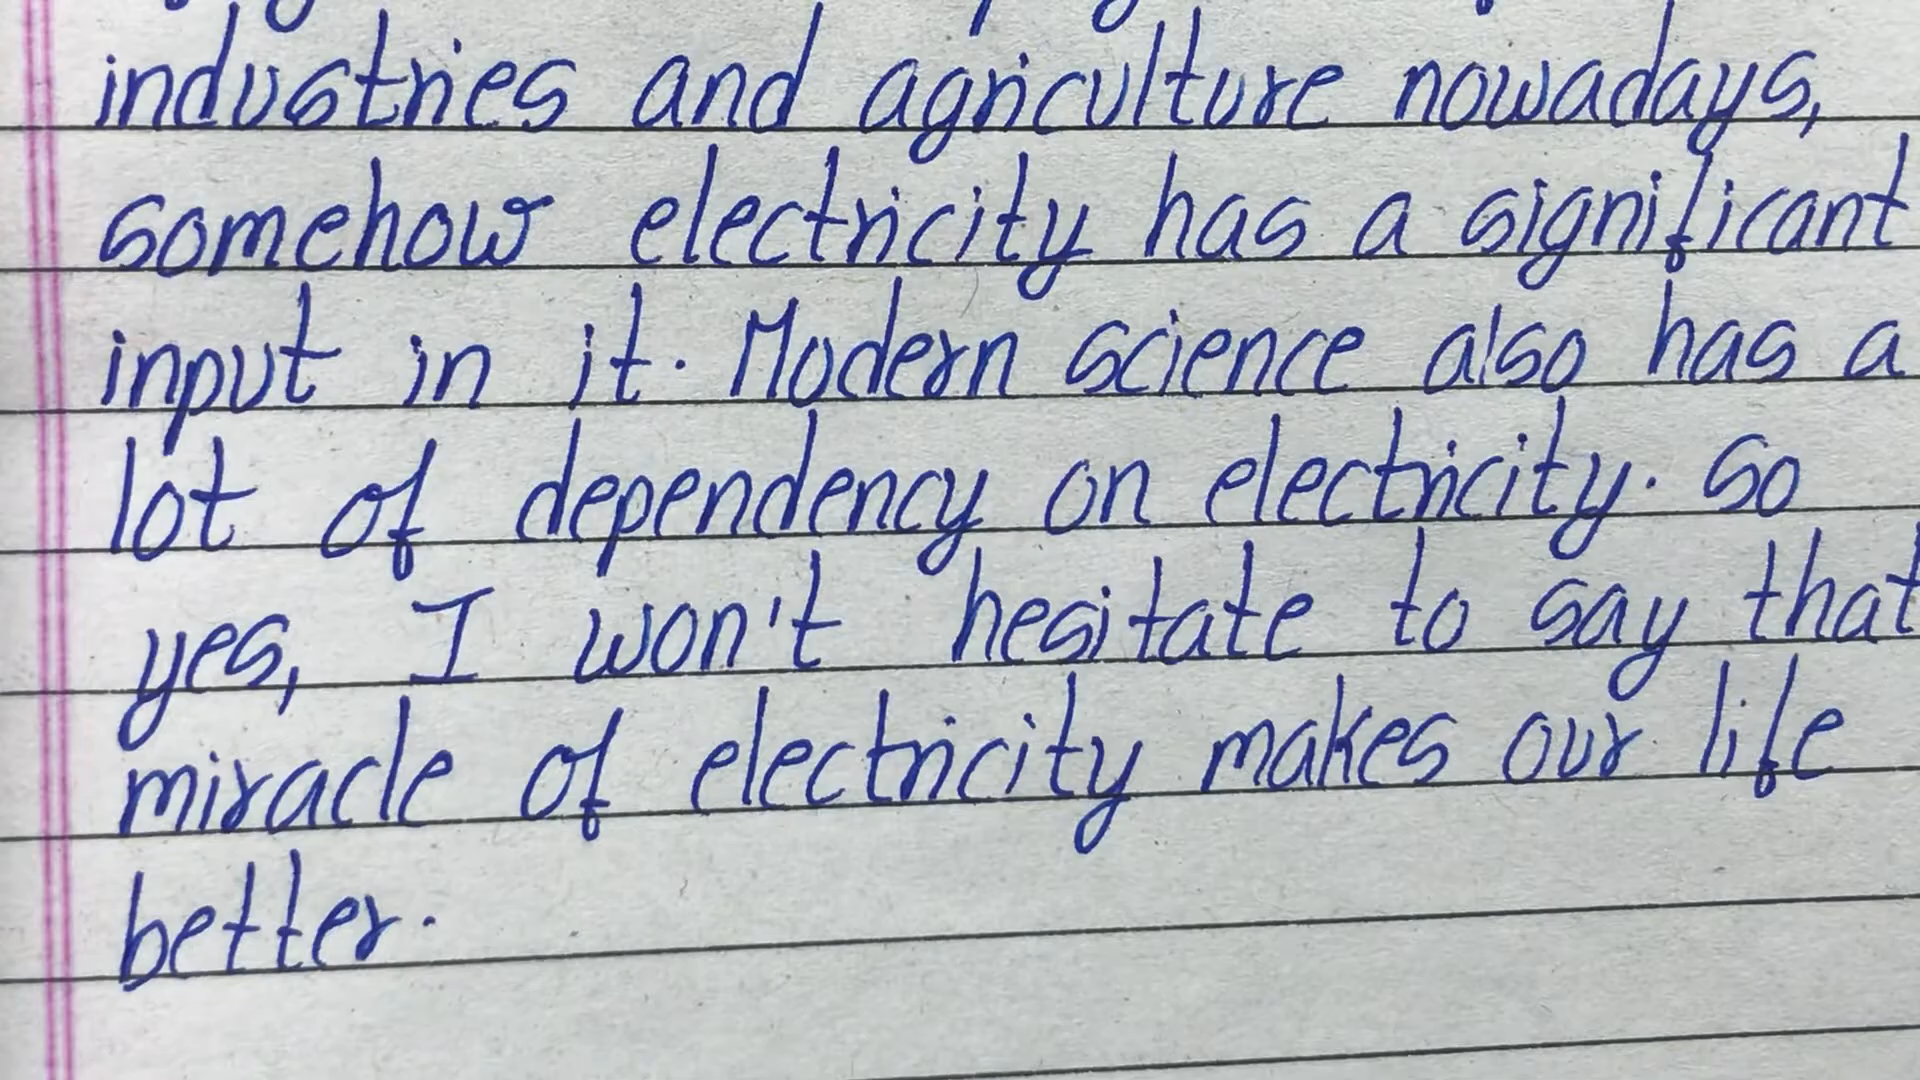 industries and agriculture nowadays,
somehow electricity has a significant
input in it. Modern science also has a
lot of dependency on electricity. So
yes, I won't hesitate to say that
miracle of electricity makes our life
better.